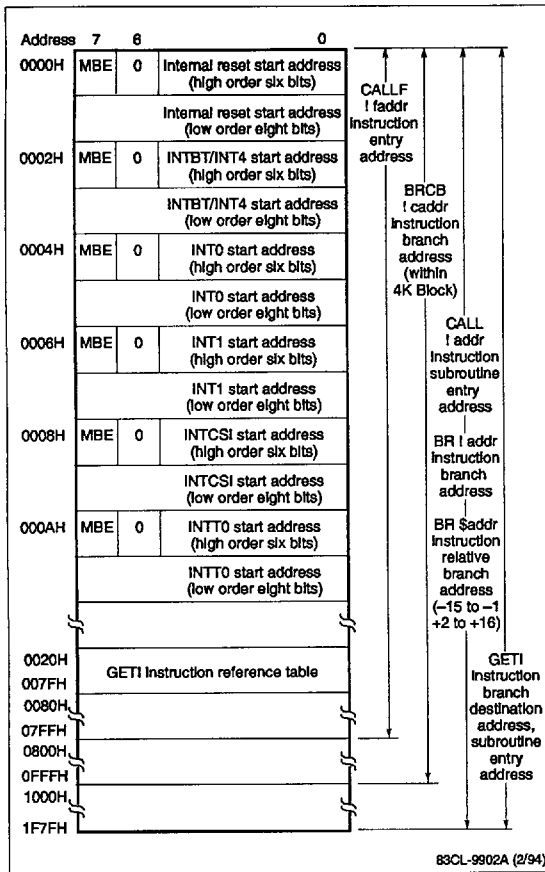 Address 7 6 0
0000H MBE 0 Internal reset start address
(high order six bits)
Internal reset start address
(low order eight bits)
0002H MBE 0 INTBT/INT4 start address
(high order six bits)
INTBT/INT4 start address
(low order eight bits)
0004H MBE 0 INT0 start address
(high order six bits)
INT0 start address
(low order eight bits)
0006H MBE 0 INT1 start address
(high order six bits)
INT1 start address
(low order eight bits)
0008H MBE 0 INTCSI start address
(high order six bits)
INTCSI start address
(low order eight bits)
000AH MBE 0 INTT0 start address
(high order six bits)
INTT0 start address
(low order eight bits)
0020H
GETI Instruction reference table
007FH
0080H
07FFH
0800H
0FFFH
1000H
1F7FH
CALLF
! faddr
instruction
entry
address
BRCB
! caddr
instruction
branch
address
(within
4K Block)
CALL
! addr
instruction
subroutine
entry
address
BR ! addr
instruction
branch
address
BR $addr
instruction
relative
branch
address
(–15 to –1
+2 to +16)
GETI
instruction
branch
destination
address,
subroutine
entry
address
83CL-9902A (2/94)